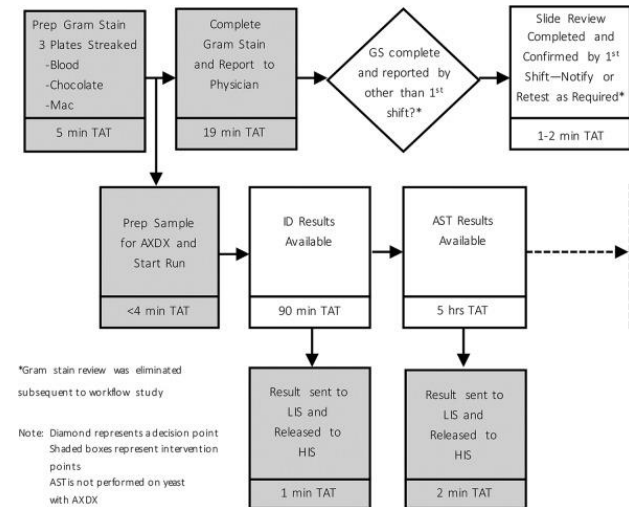 Prep Gram Stain
3 Plates Streaked
-Blood
-Chocolate
-Mac
5 min TAT
Complete
Gram Stain
and Report to
Physician
19 min TAT
GS complete
and reported by
other than 1st
shift?*
Slide Review
Completed and
Confirmed by 1st
Shift—Notify or
Retest as Required*
1-2 min TAT
Prep Sample
for AXDX and
Start Run
<4 min TAT
ID Results
Available
90 min TAT
AST Results
Available
5 hrs TAT
Result sent to
LIS and
Released to
HIS
1 min TAT
Result sent to
LIS and
Released to
HIS
2 min TAT
*Gram stain review was eliminated
subsequent to workflow study
Note: Diamond represents a decision point
Shaded boxes represent intervention
points
AST is not performed on yeast
with AXDX